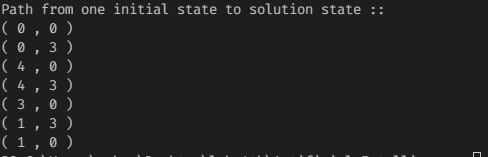 Path from one initial state to solution state ::
( 0 , 0 )
( 0 , 3 )
( 4 , 0 )
( 4 , 3 )
( 3 , 0 )
( 1 , 3 )
( 1 , 0 )